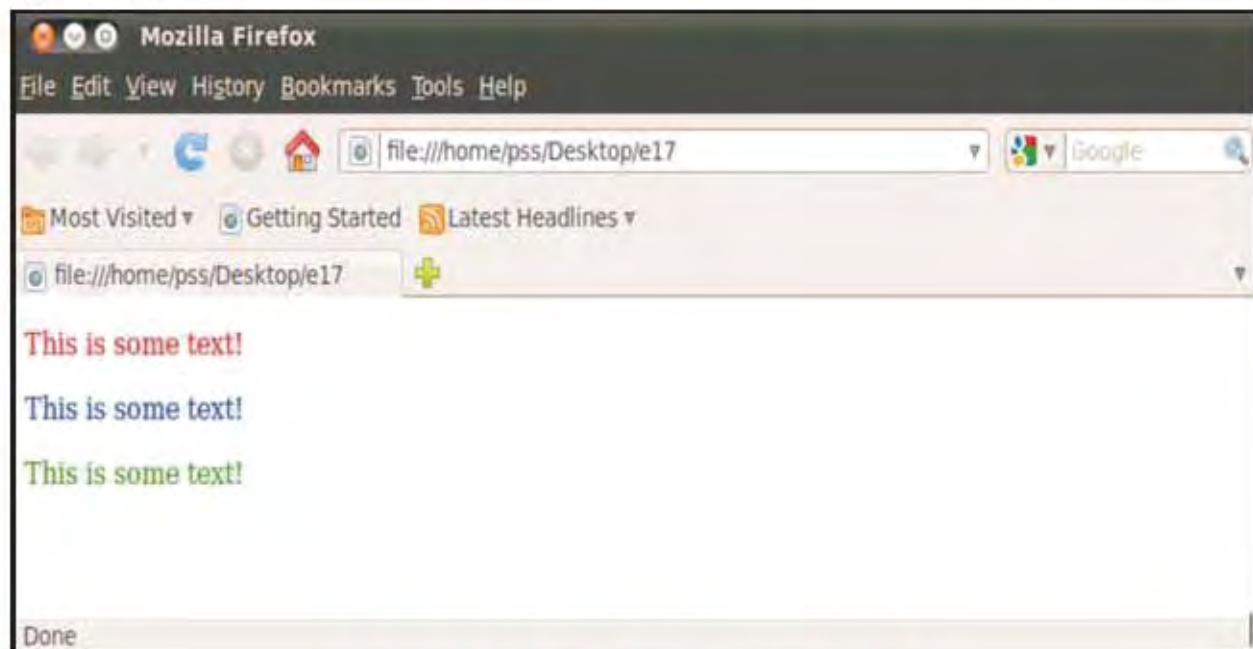 Mozilla Firefox
File Edit View History Bookmarks Tools Help
file:///home/pss/Desktop/e17 Google
Most Visited Getting Started Latest Headlines
file:///home/pss/Desktop/e17
This is some text!
This is some text!
This is some text!
Done